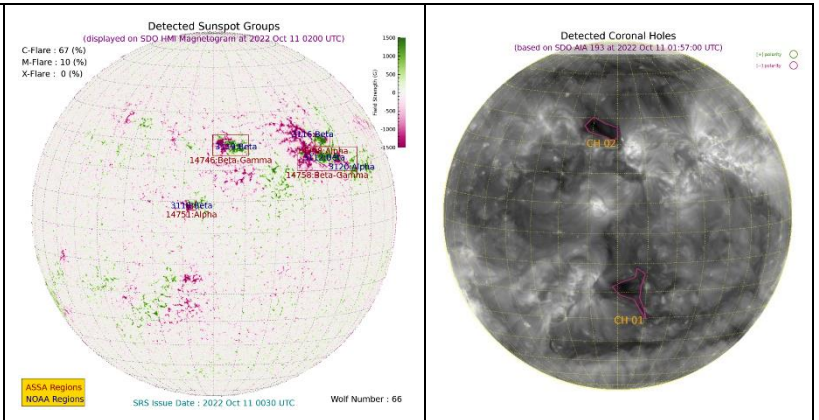 Detected Sunspot Groups
(displayed on SDO HMI Magnetogram at 2022 Oct 11 0200 UTC)
C-Flare : 67 (%)
M-Flare : 10 (%)
X-Flare : 0 (%)
1500
1000
500
0
-500
-1000
-1500
Field Strength (G)
3116:Beta
:Beta
14746:Beta-Gamma
:Alpha
:Beta
3120:Alpha
14758:Beta-Gamma
:Beta
14751:Alpha
ASSA Regions
NOAA Regions
SRS Issue Date : 2022 Oct 11 0030 UTC
Wolf Number : 66
Detected Coronal Holes
(based on SDO AIA 193 at 2022 Oct 11 01:57:00 UTC)
[+] polarity
[-] polarity
CH 02
CH 01